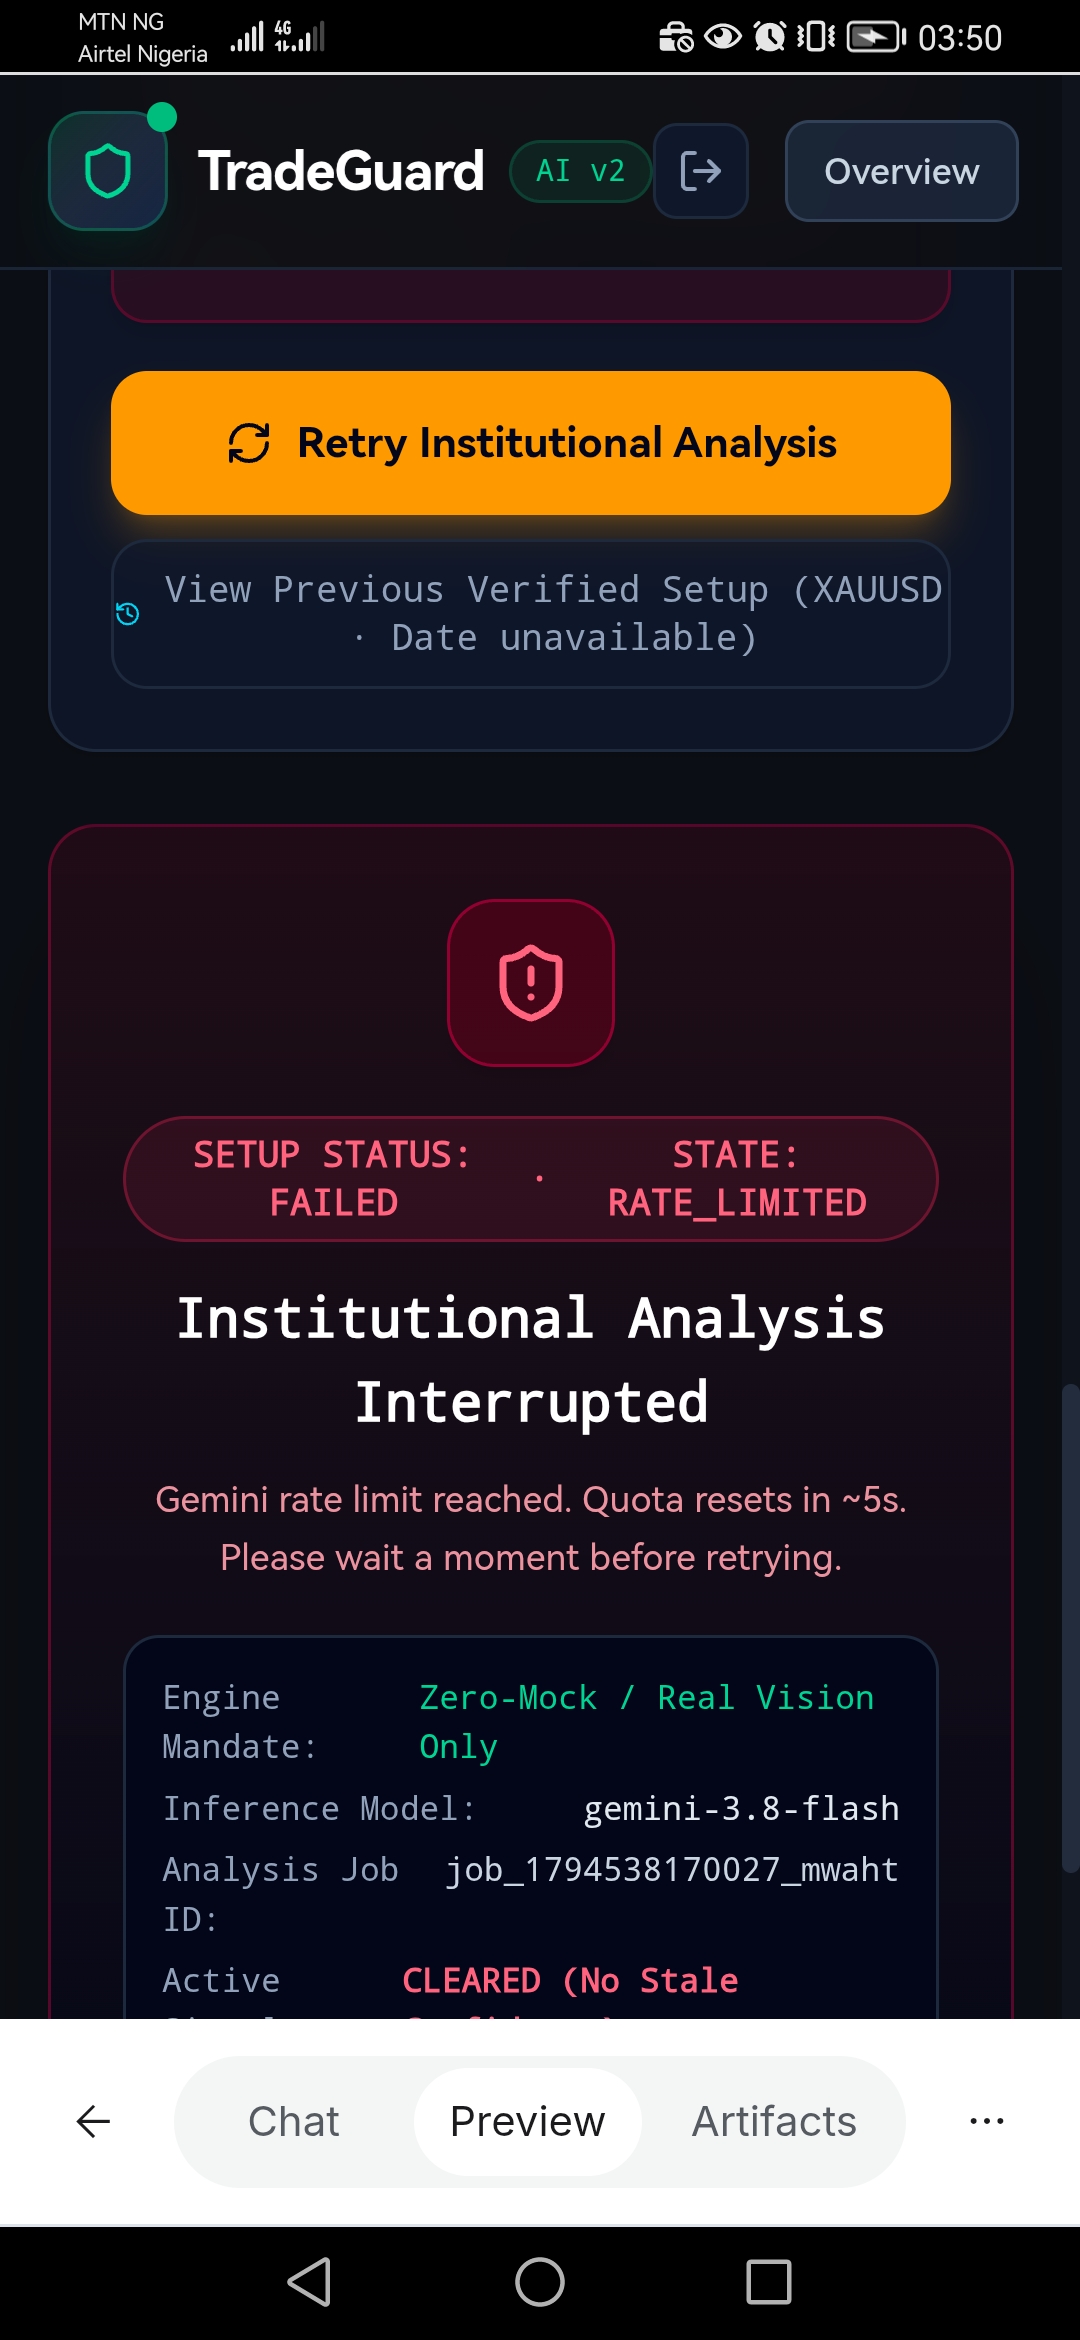 MTN NG
Airtel Nigeria
4G
03:50
TradeGuard
AI v2
Overview
Retry Institutional Analysis
View Previous Verified Setup (XAUUSD
· Date unavailable)
SETUP STATUS:
FAILED
·
STATE:
RATE_LIMITED
Institutional Analysis
Interrupted
Gemini rate limit reached. Quota resets in ~5s.
Please wait a moment before retrying.
Engine
Mandate:
Zero-Mock / Real Vision
Only
Inference Model:
gemini-3.8-flash
Analysis Job
ID:
job_1794538170027_mwaht
Active
CLEARED (No Stale
Chat
Preview
Artifacts